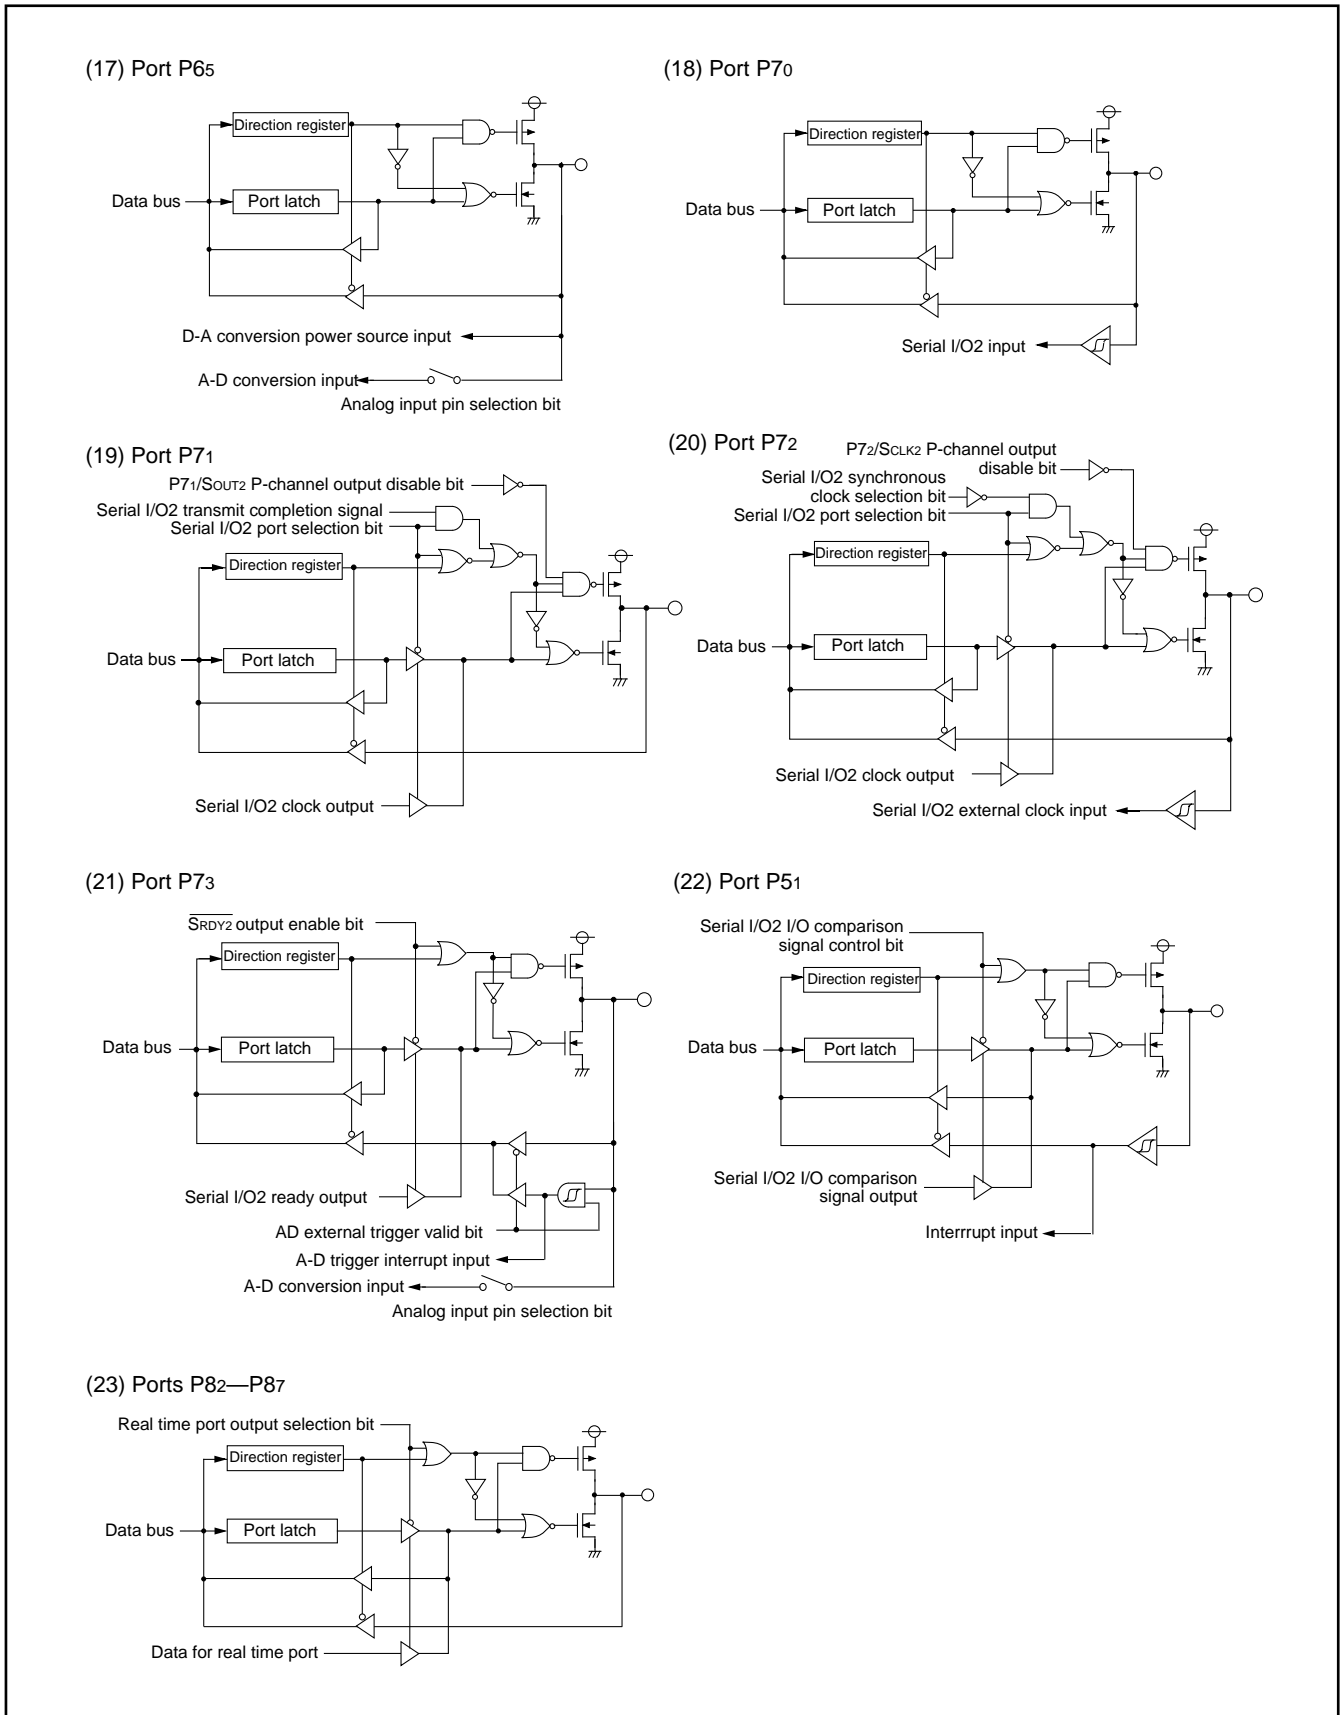 (17) Port P65
Direction register
Data bus
Port latch
D-A conversion power source input
A-D conversion input
Analog input pin selection bit
(18) Port P70
Direction register
Data bus
Port latch
Serial I/O2 input
(19) Port P71
P71/SOUT2 P-channel output disable bit
Serial I/O2 transmit completion signal
Serial I/O2 port selection bit
Direction register
Data bus
Port latch
Serial I/O2 clock output
(20) Port P72
P72/SCLK2 P-channel output
disable bit
Serial I/O2 synchronous
clock selection bit
Serial I/O2 port selection bit
Direction register
Data bus
Port latch
Serial I/O2 clock output
Serial I/O2 external clock input
(21) Port P73
SRDY2 output enable bit
Direction register
Data bus
Port latch
Serial I/O2 ready output
AD external trigger valid bit
A-D trigger interrupt input
A-D conversion input
Analog input pin selection bit
(22) Port P51
Serial I/O2 I/O comparison
signal control bit
Direction register
Data bus
Port latch
Serial I/O2 I/O comparison
signal output
Interrrupt input
(23) Ports P82—P87
Real time port output selection bit
Direction register
Data bus
Port latch
Data for real time port